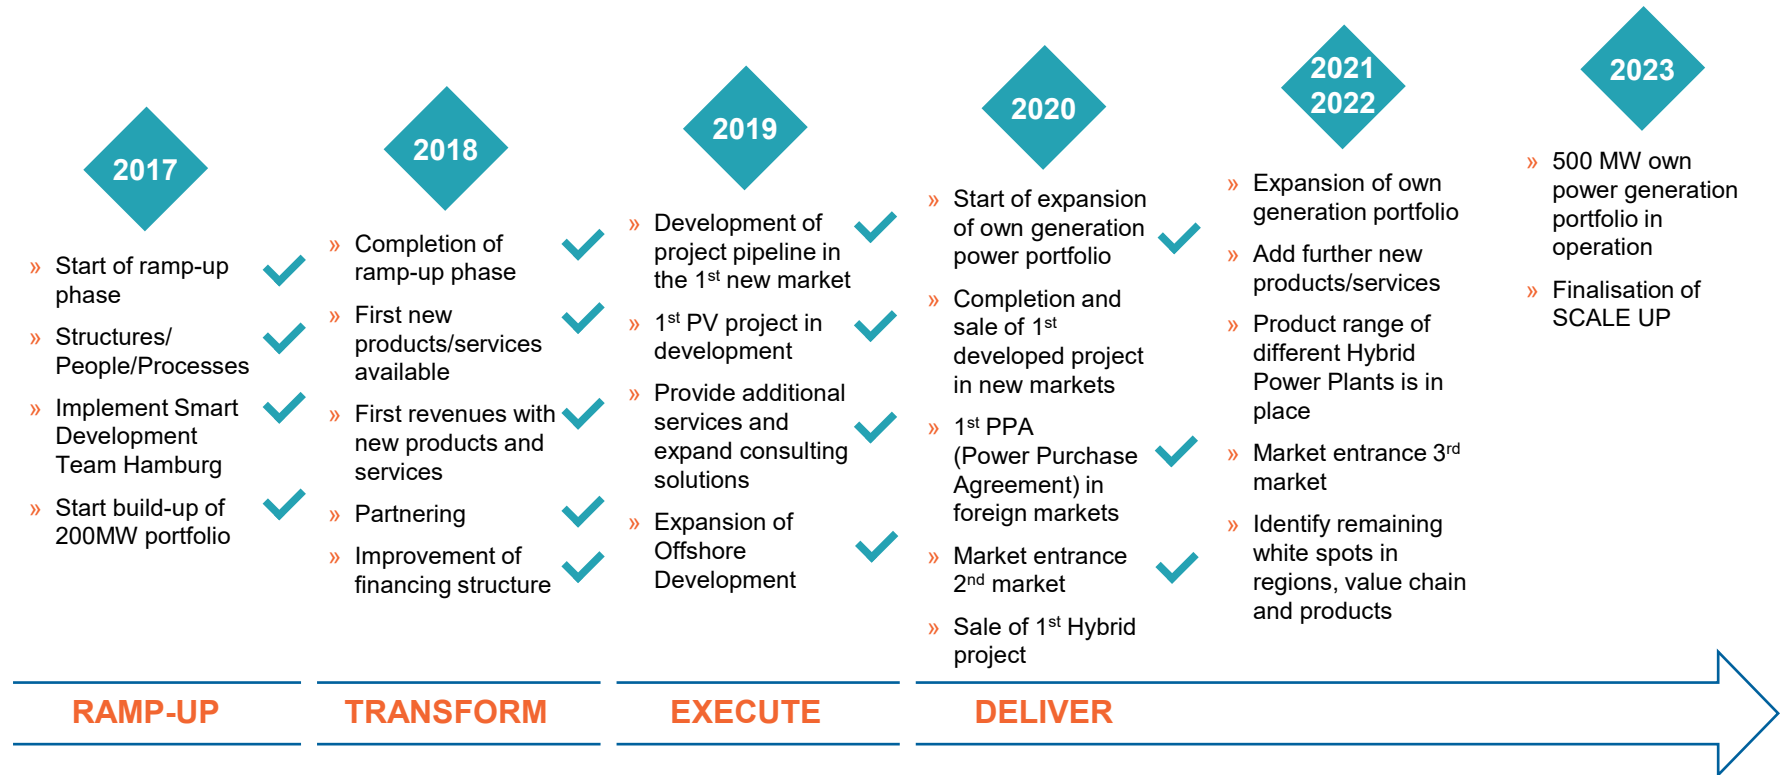 2017
» Start of ramp-up
phase
» Structures/
People/Processes
» Implement Smart
Development
Team Hamburg
» Start build-up of
200MW portfolio
2018
» Completion of
ramp-up phase
» First new
products/services
available
» First revenues with
new products and
services
» Partnering
» Improvement of
financing structure
2019
» Development of
project pipeline in
the 1st new market
» 1st PV project in
development
» Provide additional
services and
expand consulting
solutions
» Expansion of
Offshore
Development
2020
» Start of expansion
of own generation
power portfolio
» Completion and
sale of 1st
developed project
in new markets
» 1st PPA
(Power Purchase
Agreement) in
foreign markets
» Market entrance
2nd market
» Sale of 1st Hybrid
project
2021
2022
» Expansion of own
generation portfolio
» Add further new
products/services
» Product range of
different Hybrid
Power Plants is in
place
» Market entrance 3rd
market
» Identify remaining
white spots in
regions, value chain
and products
2023
» 500 MW own
power generation
portfolio in
operation
» Finalisation of
SCALE UP
RAMP-UP
TRANSFORM
EXECUTE
DELIVER